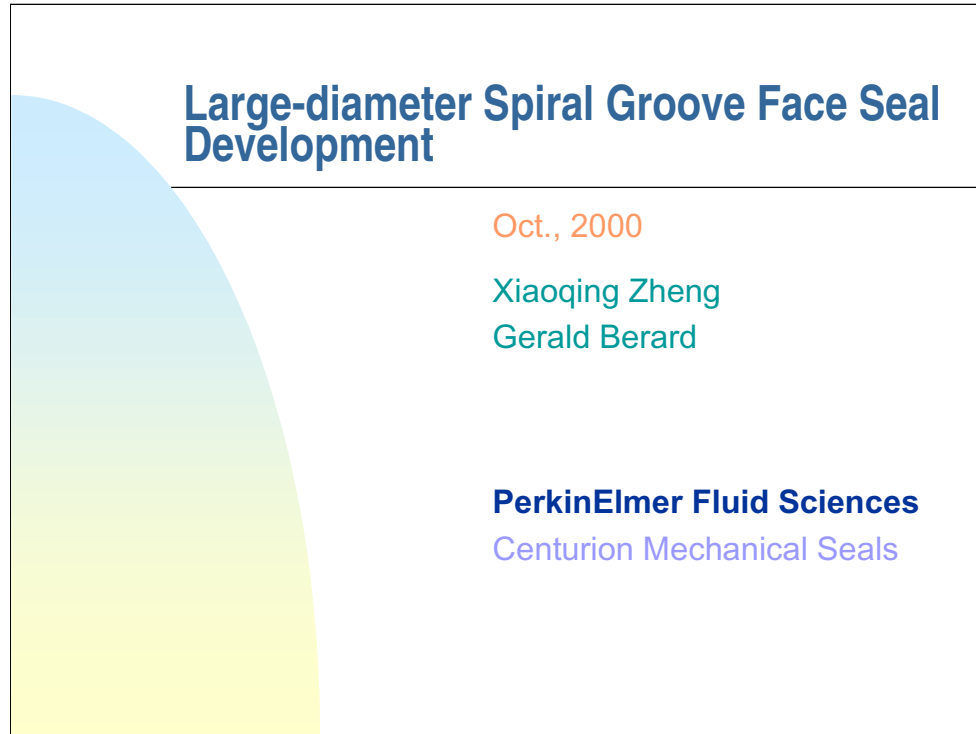 Large-diameter Spiral Groove Face Seal
Development
Oct., 2000
Xiaoqing Zheng
Gerald Berard
PerkinElmer Fluid Sciences
Centurion Mechanical Seals